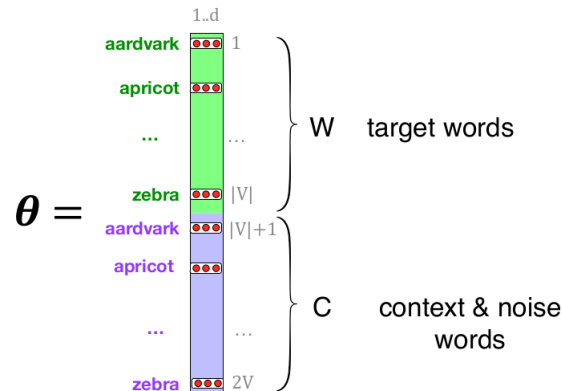 1..d
aardvark 1
apricot
... ...
zebra |V|
W target words
θ =
aardvark |V|+1
apricot
... ...
zebra 2V
C context & noise
words